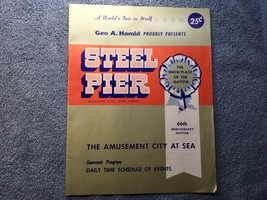 A World's Fair in Itself
25¢
Geo A. Hamid PROUDLY PRESENTS
STEEL
PIER
ATLANTIC CITY, NEW JERSEY
THE
SHOW PLACE
OF THE
NATION
66th
ANNIVERSARY
EDITION
THE AMUSEMENT CITY AT SEA
Souvenir Program
DAILY TIME SCHEDULE OF EVENTS